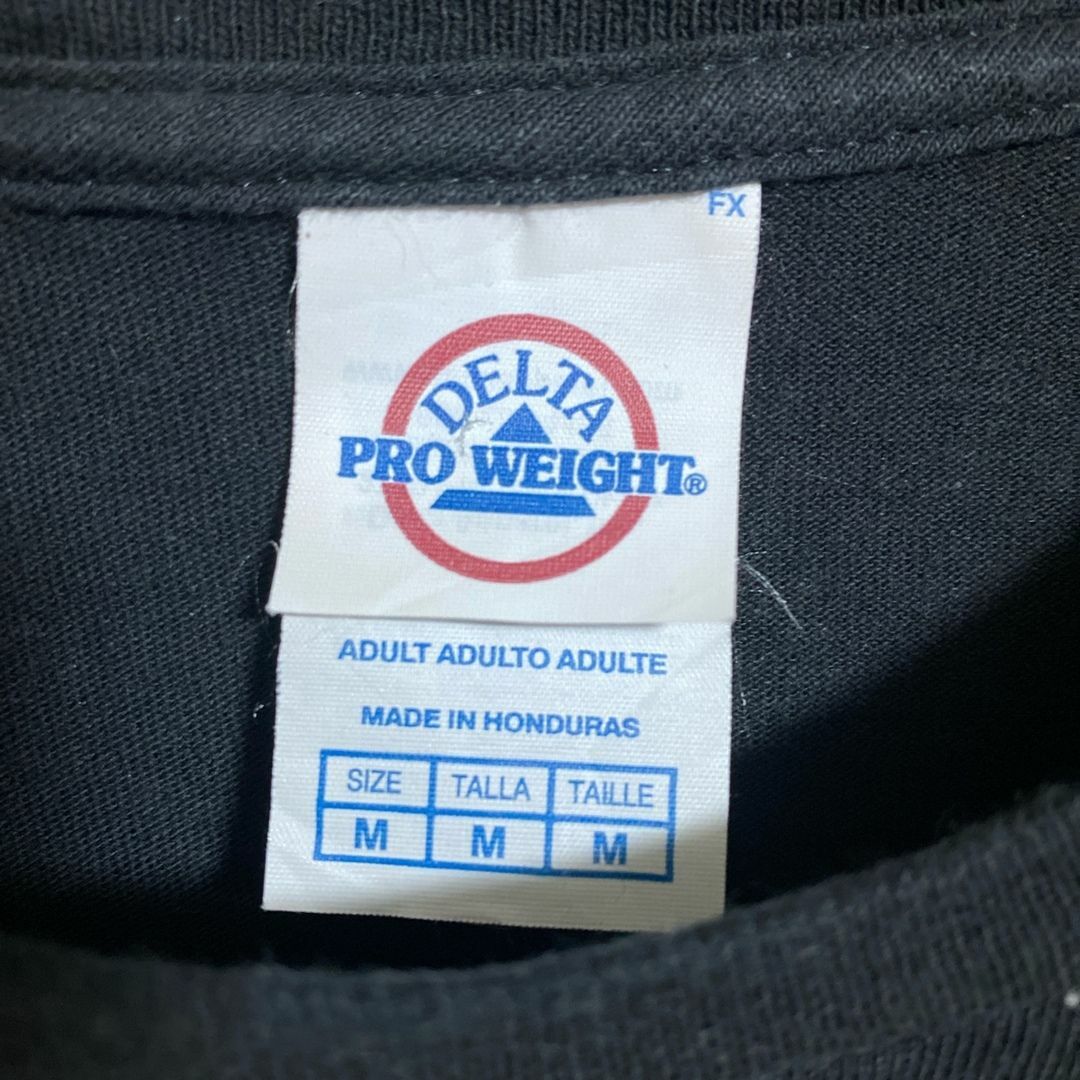 FX
DELTA
PRO WEIGHT®
ADULT ADULTO ADULTE
MADE IN HONDURAS
SIZE TALLA TAILLE
M M M